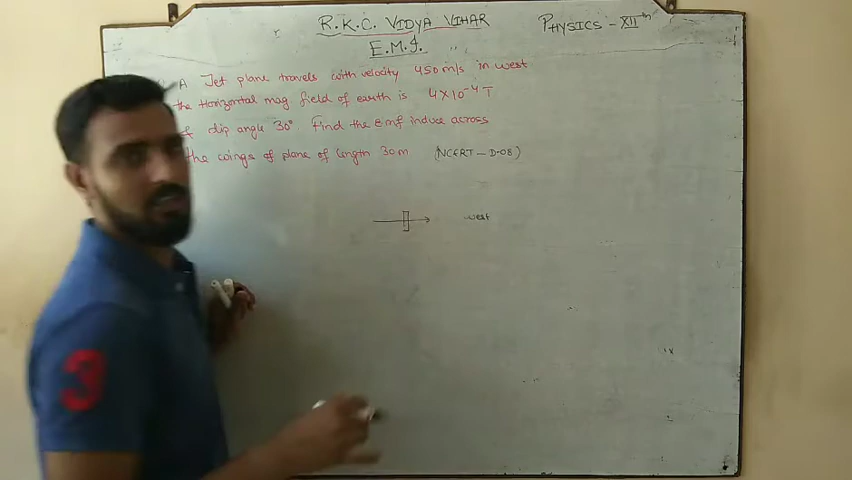 R.K.C. VIDYA VIHAR
PHYSICS - XII th
E.M.I.
A Jet plane travels with velocity 450 m/s in west
the Horizontal mag field of earth is 4×10⁻⁴ T
dip angle 30° Find the Emf induce across
the wings of plane of length 30 m (NCERT - D-08)
west
3